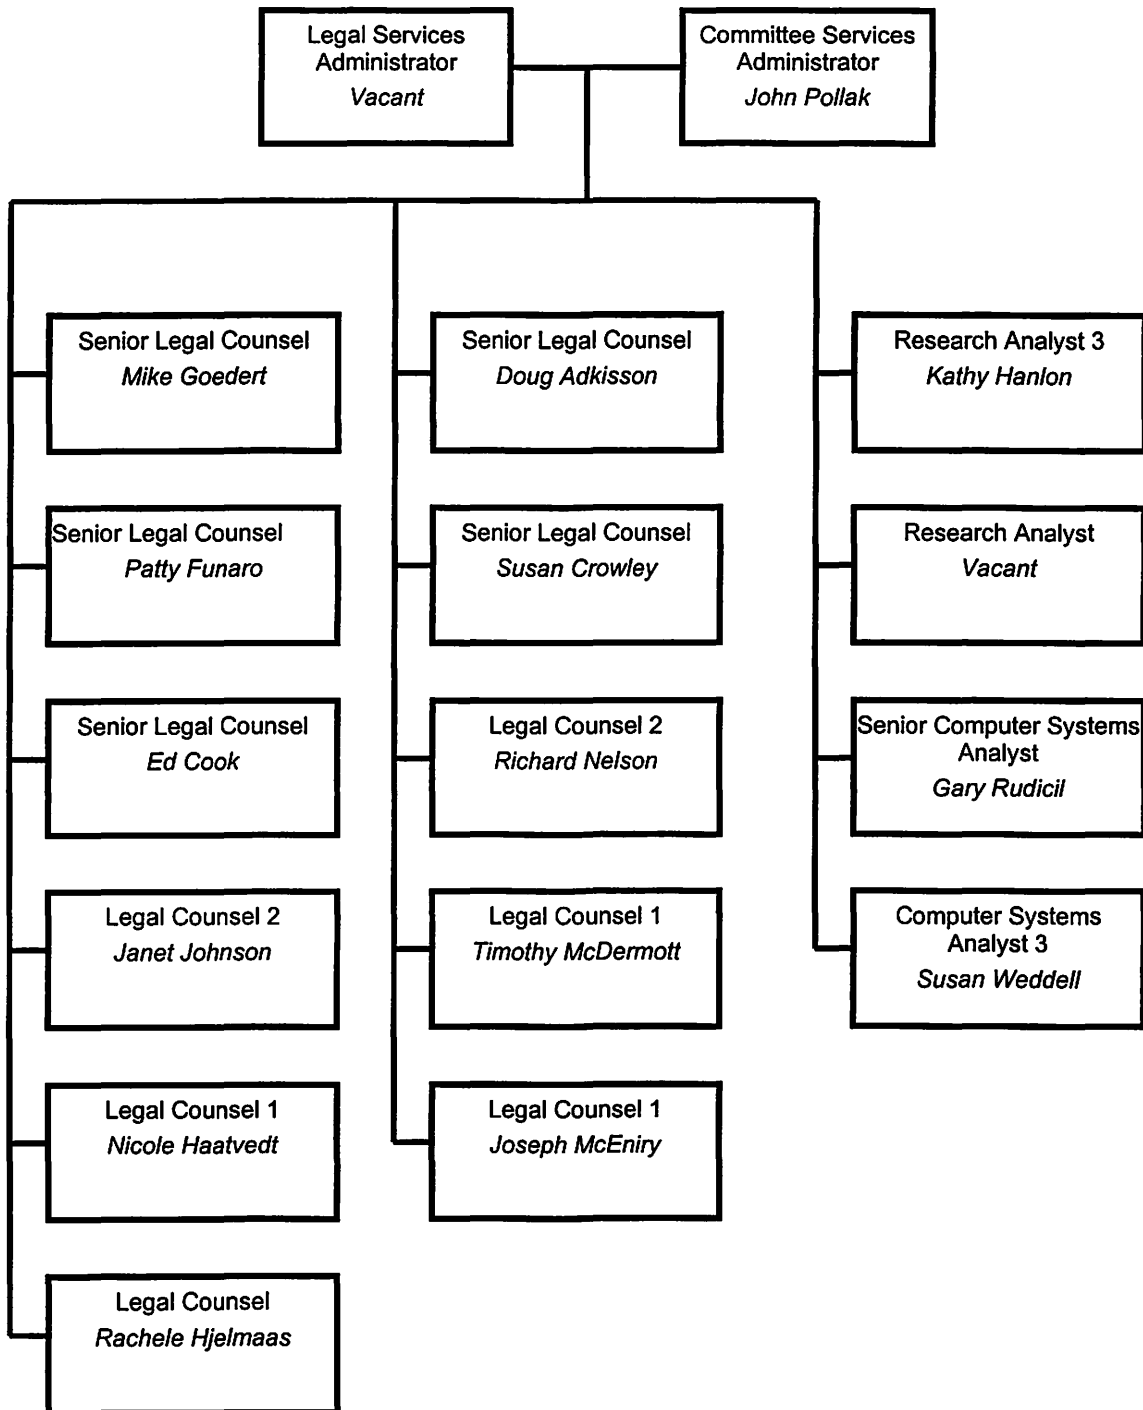 Legal Services
Administrator
Vacant
Committee Services
Administrator
John Pollak
Senior Legal Counsel
Mike Goedert
Senior Legal Counsel
Patty Funaro
Senior Legal Counsel
Ed Cook
Legal Counsel 2
Janet Johnson
Legal Counsel 1
Nicole Haatvedt
Legal Counsel
Rachele Hjelmaas
Senior Legal Counsel
Doug Adkisson
Senior Legal Counsel
Susan Crowley
Legal Counsel 2
Richard Nelson
Legal Counsel 1
Timothy McDermott
Legal Counsel 1
Joseph McEniry
Research Analyst 3
Kathy Hanlon
Research Analyst
Vacant
Senior Computer Systems
Analyst
Gary Rudicil
Computer Systems
Analyst 3
Susan Weddell